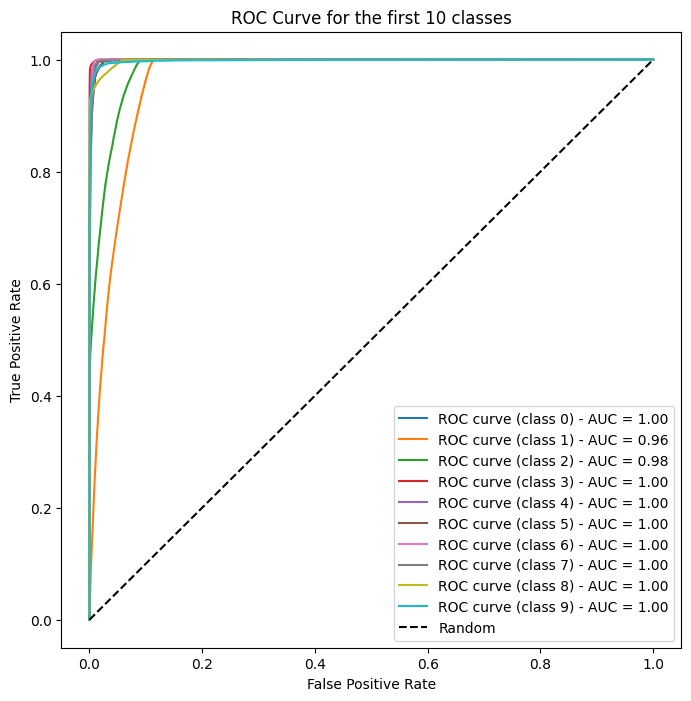 ROC Curve for the first 10 classes
True Positive Rate
1.0
0.8
0.6
0.4
0.2
0.0
ROC curve (class 0) - AUC = 1.00
ROC curve (class 1) - AUC = 0.96
ROC curve (class 2) - AUC = 0.98
ROC curve (class 3) - AUC = 1.00
ROC curve (class 4) - AUC = 1.00
ROC curve (class 5) - AUC = 1.00
ROC curve (class 6) - AUC = 1.00
ROC curve (class 7) - AUC = 1.00
ROC curve (class 8) - AUC = 1.00
ROC curve (class 9) - AUC = 1.00
Random
0.0 0.2 0.4 0.6 0.8 1.0
False Positive Rate